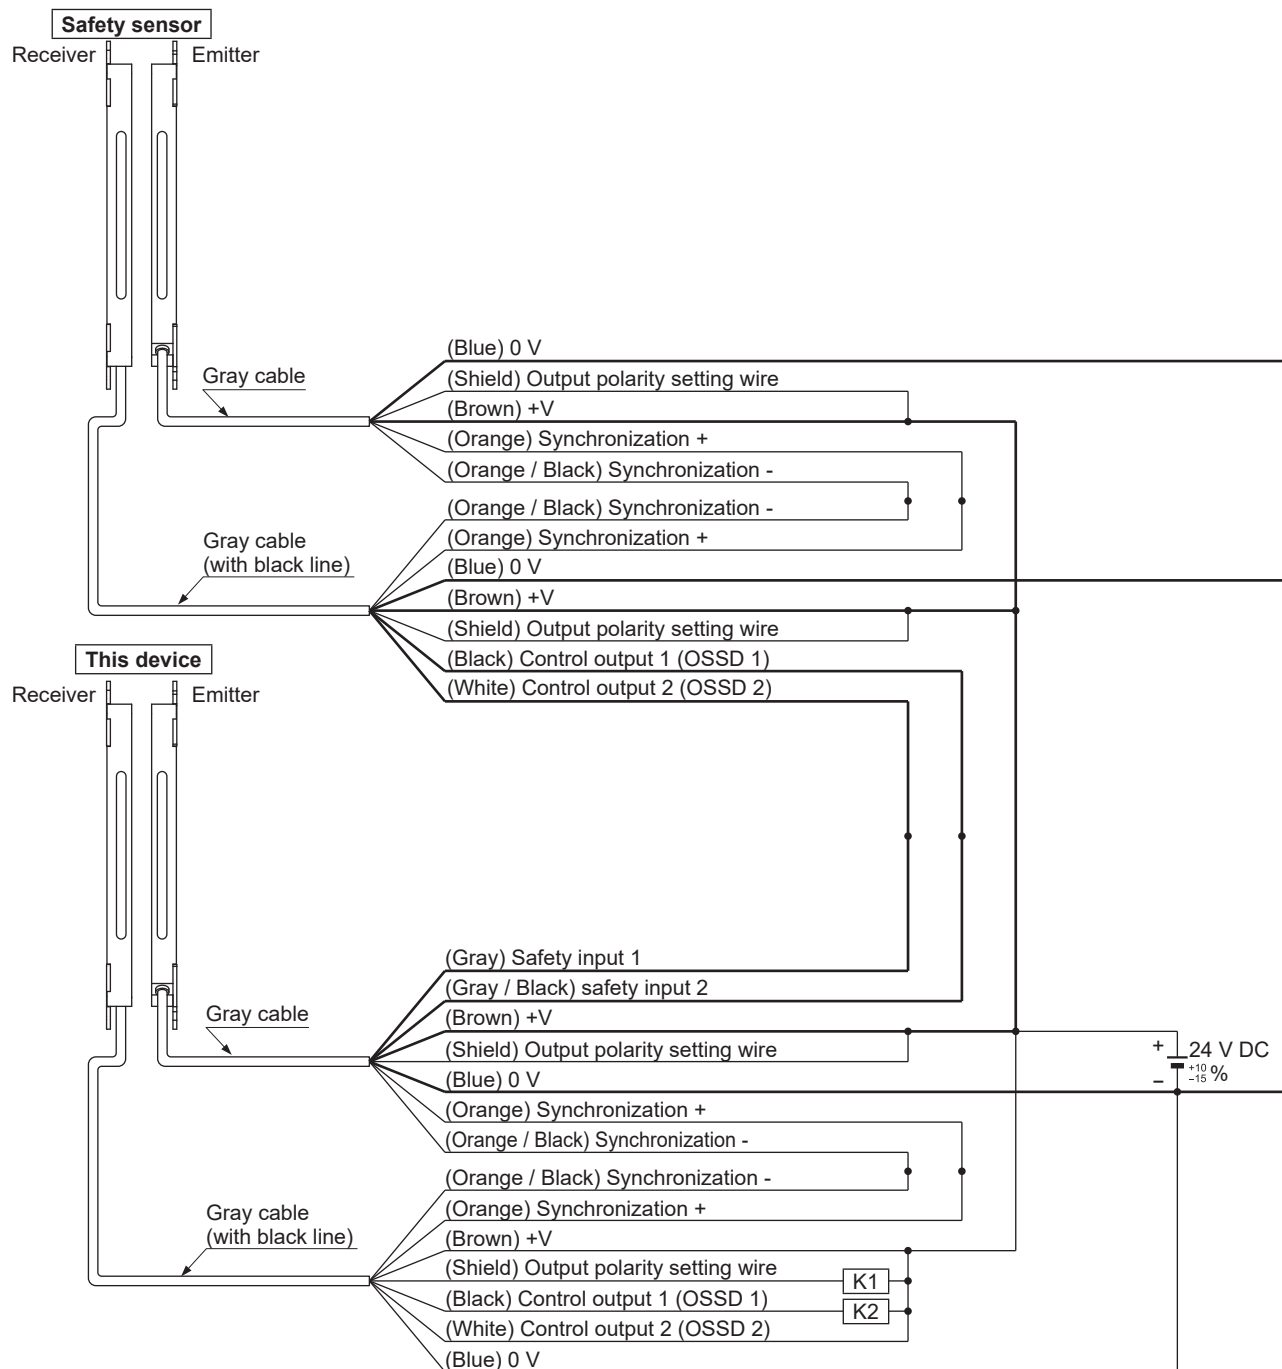 Safety sensor
Receiver
Emitter
(Blue) 0 V
Gray cable
(Shield) Output polarity setting wire
(Brown) +V
(Orange) Synchronization +
(Orange / Black) Synchronization -
(Orange / Black) Synchronization -
Gray cable
(with black line)
(Orange) Synchronization +
(Blue) 0 V
(Brown) +V
(Shield) Output polarity setting wire
(Black) Control output 1 (OSSD 1)
(White) Control output 2 (OSSD 2)
This device
Receiver
Emitter
(Gray) Safety input 1
(Gray / Black) safety input 2
Gray cable
(Brown) +V
(Shield) Output polarity setting wire
(Blue) 0 V
+
24 V DC
+10
-15 %
−
(Orange) Synchronization +
(Orange / Black) Synchronization -
(Orange / Black) Synchronization -
Gray cable
(with black line)
(Orange) Synchronization +
(Brown) +V
(Shield) Output polarity setting wire
K1
(Black) Control output 1 (OSSD 1)
K2
(White) Control output 2 (OSSD 2)
(Blue) 0 V